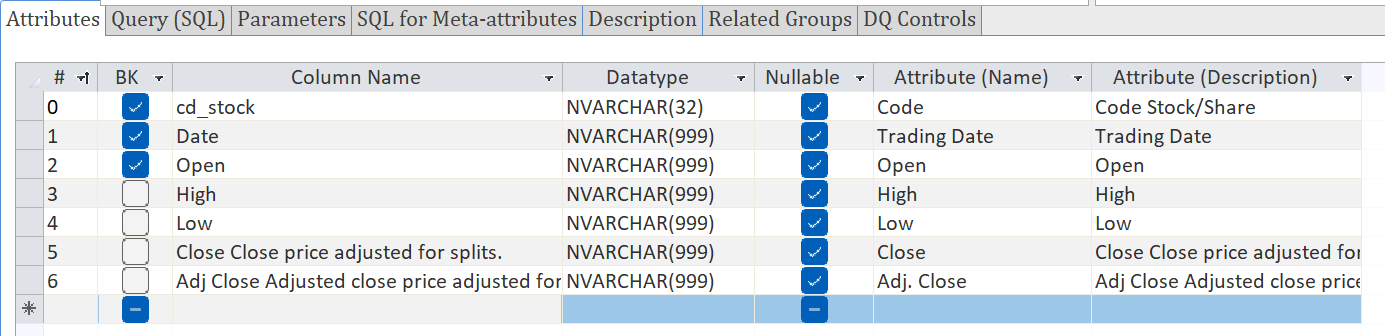 Attributes Query (SQL) Parameters SQL for Meta-attributes Description Related Groups DQ Controls
# BK Column Name Datatype Nullable Attribute (Name) Attribute (Description)
0 cd_stock NVARCHAR(32) Code Code Stock/Share
1 Date NVARCHAR(999) Trading Date Trading Date
2 Open NVARCHAR(999) Open Open
3 High NVARCHAR(999) High High
4 Low NVARCHAR(999) Low Low
5 Close Close price adjusted for splits. NVARCHAR(999) Close Close Close price adjusted fo
6 Adj Close Adjusted close price adjusted for NVARCHAR(999) Adj. Close Adj Close Adjusted close price